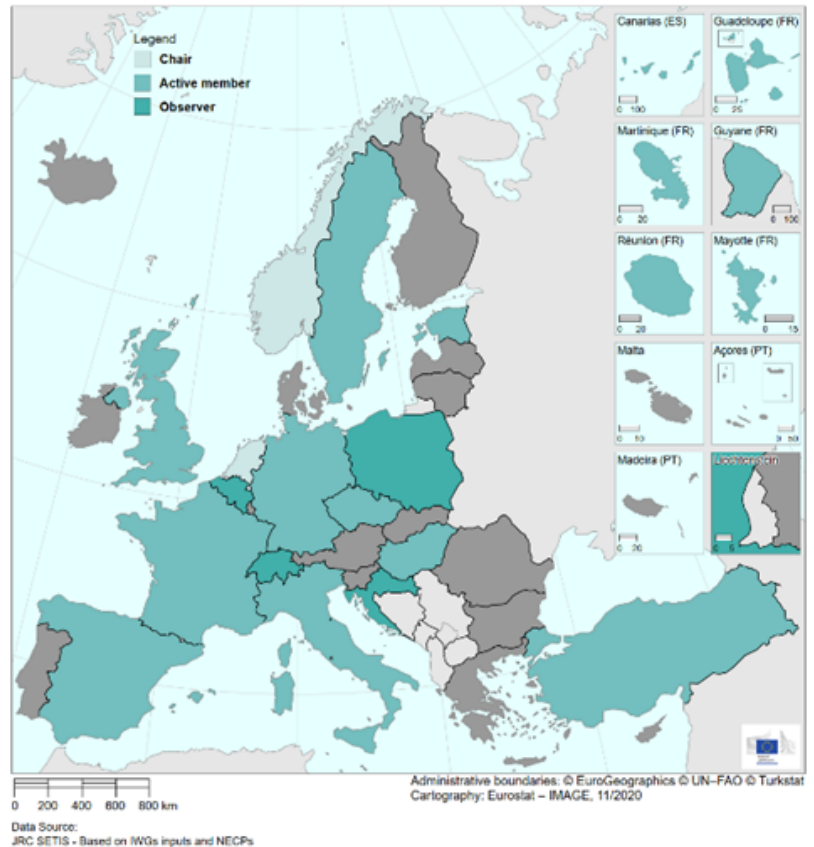 Legend
Chair
Active member
Observer
Canarias (ES)
0 100
Guadeloupe (FR)
0 25
Martinique (FR)
0 20
Guyane (FR)
0 100
Réunion (FR)
0 20
Mayotte (FR)
0 15
Malta
0 10
Açores (PT)
0 50
Madeira (PT)
0 20
Liechtenstein
0 5
0 200 400 600 800 km
Administrative boundaries: © EuroGeographics © UN–FAO © Turkstat
Cartography: Eurostat – IMAGE, 11/2020
Data Source:
JRC SETIS - Based on IWGs inputs and NECPs